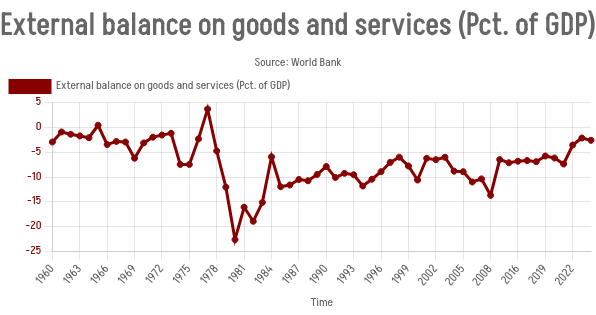 External balance on goods and services (Pct. of GDP)
Source: World Bank
External balance on goods and services (Pct. of GDP)
5
0
-5
-10
-15
-20
-25
1960 1963 1966 1969 1972 1975 1978 1981 1984 1987 1990 1993 1996 1999 2002 2005 2008 2016 2019 2022
Time